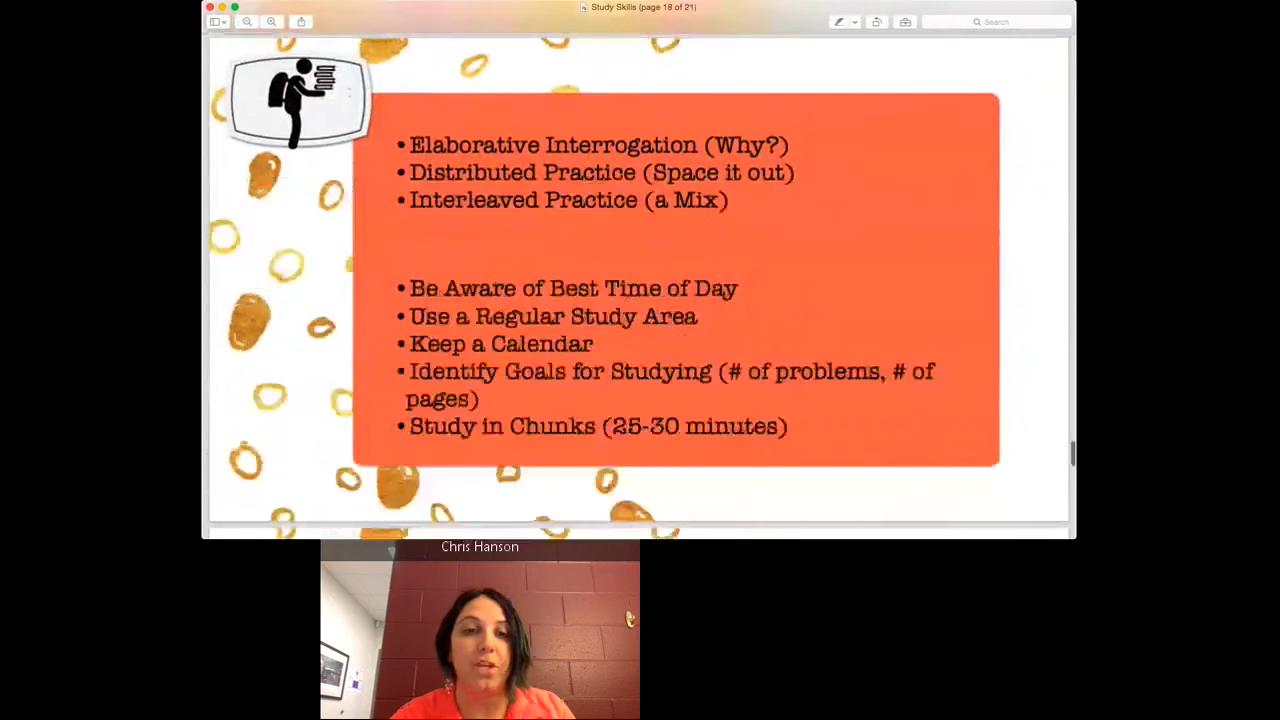 Study Skills (page 18 of 21)
Search
• Elaborative Interrogation (Why?)
• Distributed Practice (Space it out)
• Interleaved Practice (a Mix)
• Be Aware of Best Time of Day
• Use a Regular Study Area
• Keep a Calendar
• Identify Goals for Studying (# of problems, # of
pages)
• Study in Chunks (25-30 minutes)
Chris Hanson